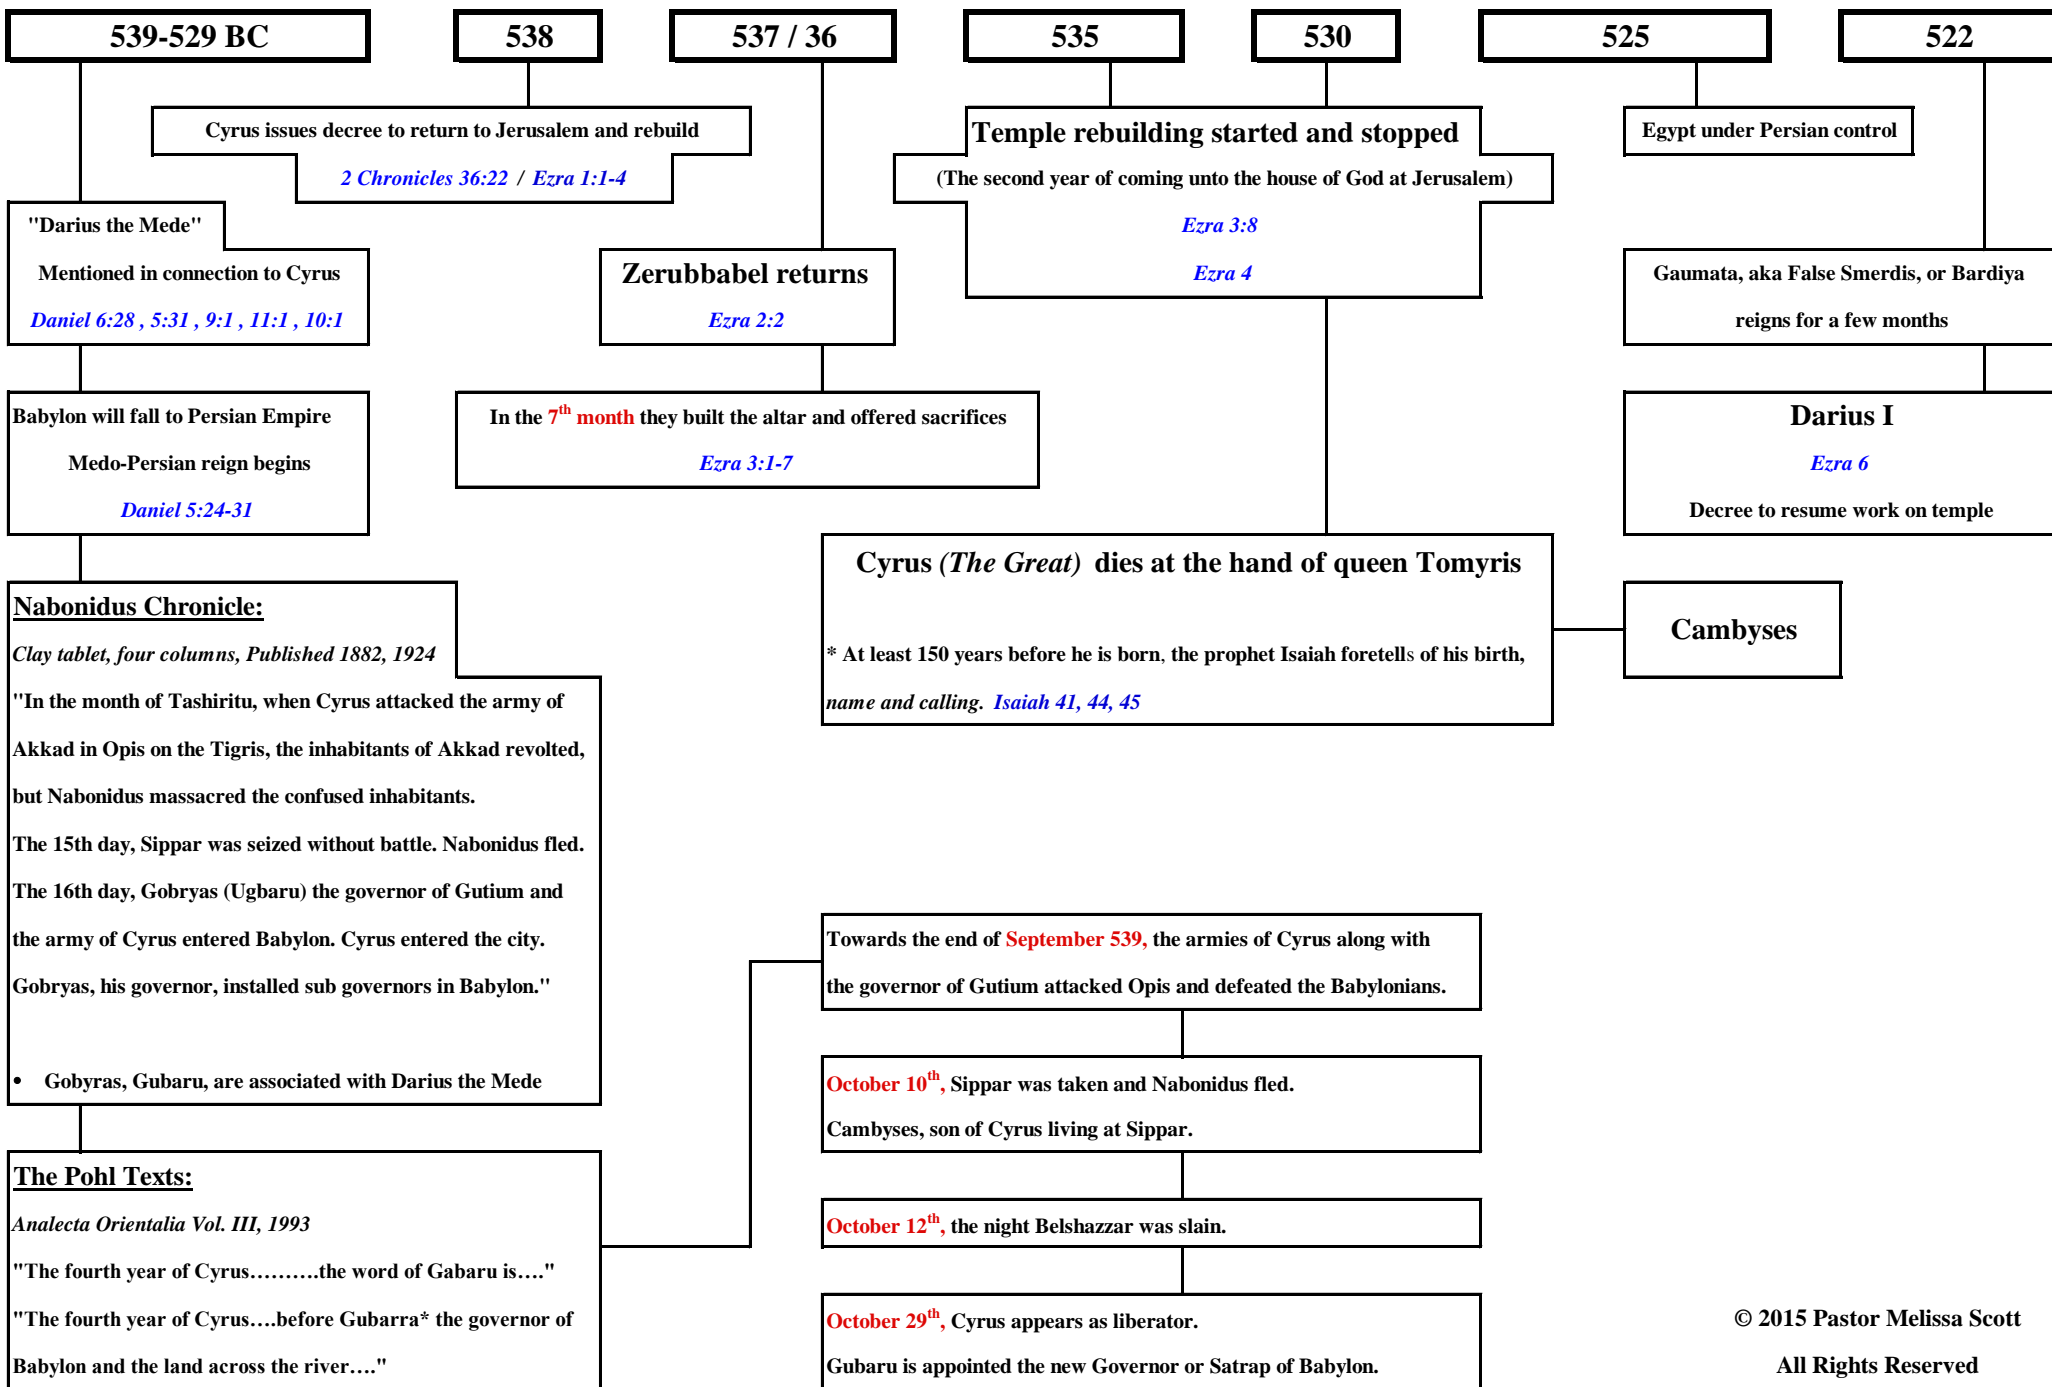 539-529 BC
538
537 / 36
535
530
525
522
Cyrus issues decree to return to Jerusalem and rebuild
2 Chronicles 36:22 / Ezra 1:1-4
Temple rebuilding started and stopped
(The second year of coming unto the house of God at Jerusalem)
Ezra 3:8
Ezra 4
Egypt under Persian control
"Darius the Mede"
Mentioned in connection to Cyrus
Daniel 6:28 , 5:31 , 9:1 , 11:1 , 10:1
Zerubbabel returns
Ezra 2:2
Gaumata, aka False Smerdis, or Bardiya
reigns for a few months
Babylon will fall to Persian Empire
Medo-Persian reign begins
Daniel 5:24-31
In the 7th month they built the altar and offered sacrifices
Ezra 3:1-7
Darius I
Ezra 6
Decree to resume work on temple
Cyrus (The Great) dies at the hand of queen Tomyris
* At least 150 years before he is born, the prophet Isaiah foretells of his birth,
name and calling. Isaiah 41, 44, 45
Cambyses
Nabonidus Chronicle:
Clay tablet, four columns, Published 1882, 1924
"In the month of Tashiritu, when Cyrus attacked the army of
Akkad in Opis on the Tigris, the inhabitants of Akkad revolted,
but Nabonidus massacred the confused inhabitants.
The 15th day, Sippar was seized without battle. Nabonidus fled.
The 16th day, Gobryas (Ugbaru) the governor of Gutium and
the army of Cyrus entered Babylon. Cyrus entered the city.
Gobryas, his governor, installed sub governors in Babylon."
• Gobyras, Gubaru, are associated with Darius the Mede
The Pohl Texts:
Analecta Orientalia Vol. III, 1993
"The fourth year of Cyrus……….the word of Gabaru is…."
"The fourth year of Cyrus….before Gubarra* the governor of
Babylon and the land across the river…."
Towards the end of September 539, the armies of Cyrus along with
the governor of Gutium attacked Opis and defeated the Babylonians.
October 10th, Sippar was taken and Nabonidus fled.
Cambyses, son of Cyrus living at Sippar.
October 12th, the night Belshazzar was slain.
October 29th, Cyrus appears as liberator.
Gubaru is appointed the new Governor or Satrap of Babylon.
© 2015 Pastor Melissa Scott
All Rights Reserved